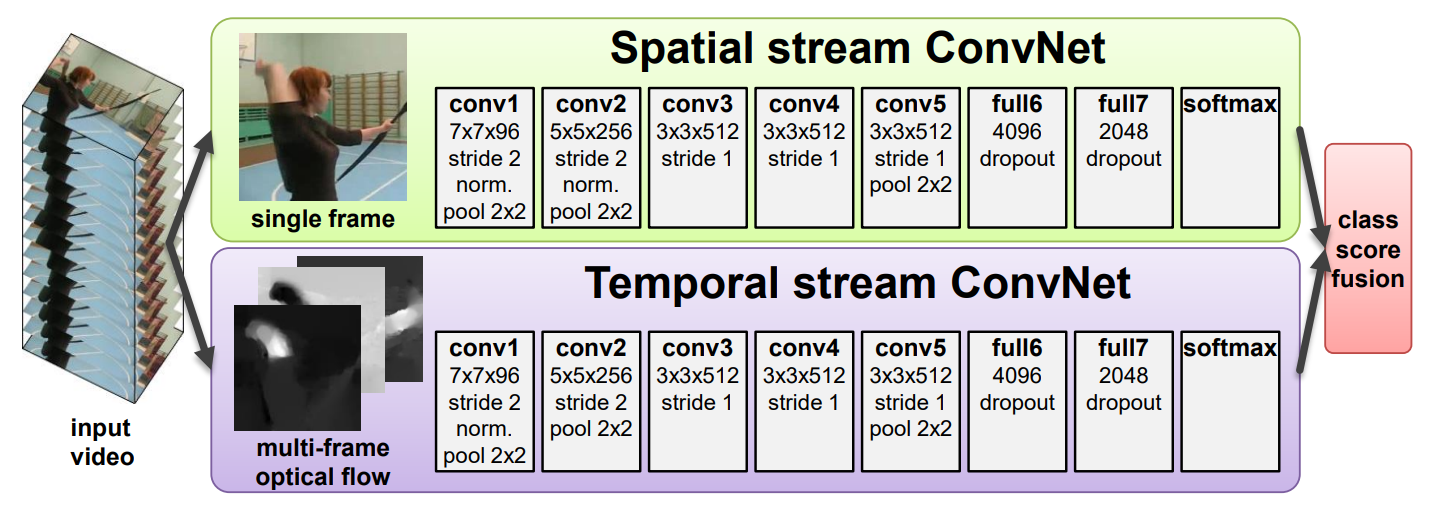 Spatial stream ConvNet
single frame
conv1
7x7x96
stride 2
norm.
pool 2x2
conv2
5x5x256
stride 2
norm.
pool 2x2
conv3
3x3x512
stride 1
conv4
3x3x512
stride 1
conv5
3x3x512
stride 1
pool 2x2
full6
4096
dropout
full7
2048
dropout
softmax
input
video
Temporal stream ConvNet
multi-frame
optical flow
conv1
7x7x96
stride 2
norm.
pool 2x2
conv2
5x5x256
stride 2
pool 2x2
conv3
3x3x512
stride 1
conv4
3x3x512
stride 1
conv5
3x3x512
stride 1
pool 2x2
full6
4096
dropout
full7
2048
dropout
softmax
class
score
fusion